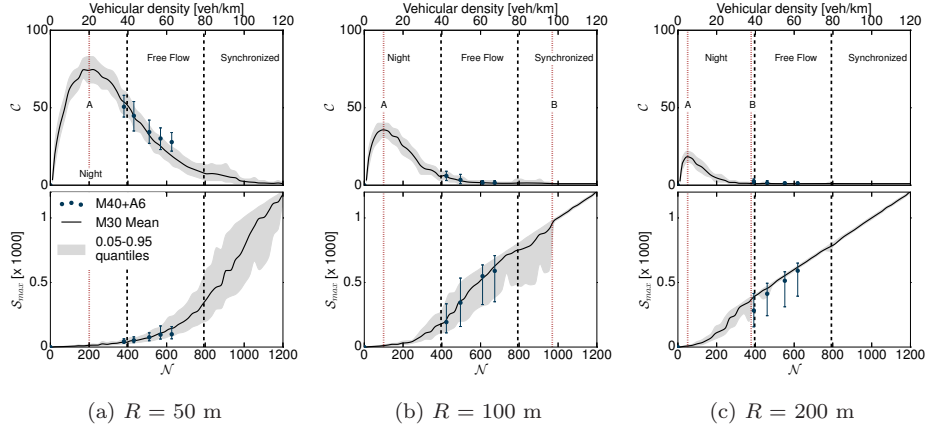 Vehicular density [veh/km] Vehicular density [veh/km] Vehicular density [veh/km]
0 20 40 60 80 100 120 0 20 40 60 80 100 120 0 20 40 60 80 100 120
100 100 100
Free Flow Synchronized Night Free Flow Synchronized Night Free Flow Synchronized
C 50 A C 50 A B C 50 A B
Night
0 0 0
M40+A6
M30 Mean
0.05-0.95
quantiles
1 1 1
S_max [x 1000] S_max [x 1000] S_max [x 1000]
0.5 0.5 0.5
0 200 400 600 800 1000 1200 0 200 400 600 800 1000 1200 0 200 400 600 800 1000 1200
N N N
(a) R = 50 m (b) R = 100 m (c) R = 200 m